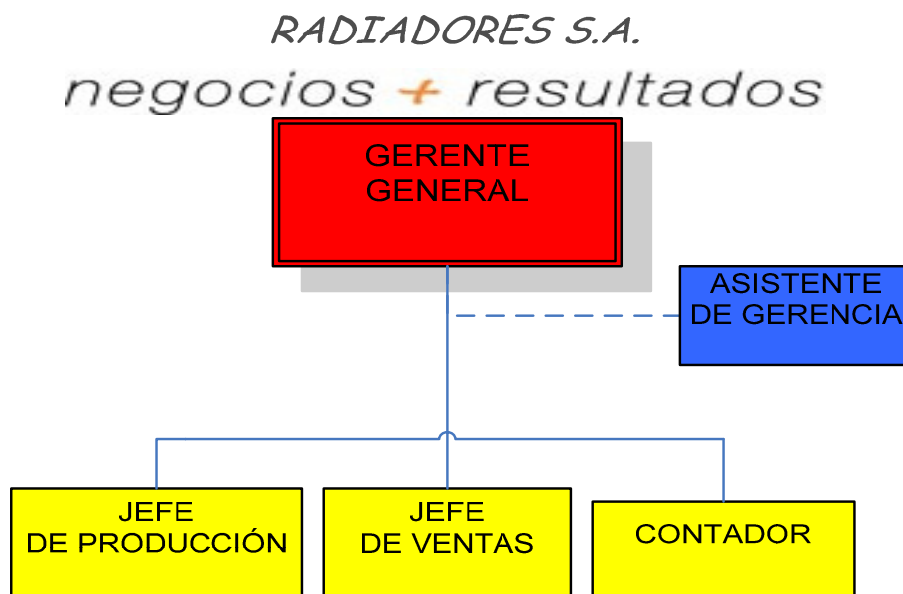 RADIADORES S.A.
negocios + resultados
GERENTE
GENERAL
ASISTENTE
DE GERENCIA
JEFE
DE PRODUCCIÓN
JEFE
DE VENTAS
CONTADOR